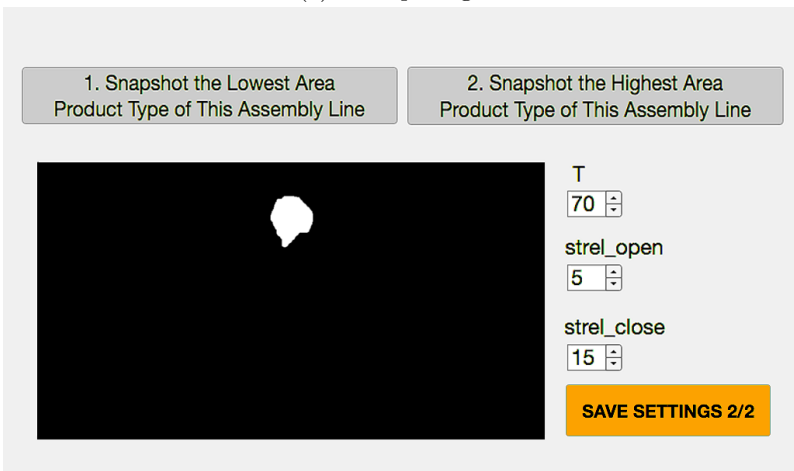 1. Snapshot the Lowest Area
Product Type of This Assembly Line
2. Snapshot the Highest Area
Product Type of This Assembly Line
T
70
strel_open
5
strel_close
15
SAVE SETTINGS 2/2